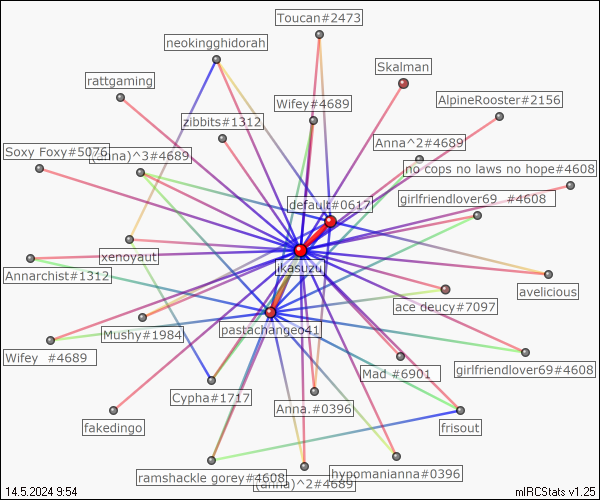 Toucan#2473
neokingghidorah
Skalman
rattgaming
Wifey#4689
AlpineRooster#2156
zibbits#1312.
Anna^2#4689
Soxy Foxy#5076
(anna)^3#4689
no cops no laws no hope#4608
girlfriendlover69 #4608
default#0617
xenoyaut
ikasuzu
Annarchist#1312
avelicious
ace deucy#7097
Mushy#1984
pastachangeo41
Wifey #4689
Mad #6901
girlfriendlover69#4608
Cypha#1717
Anna.#0396
fakedingo
frisout
ramshackle gorey#4608
hypomanianna#0396
(anna)^2#4689
14.5.2024 9:54
mIRCStats v1.25